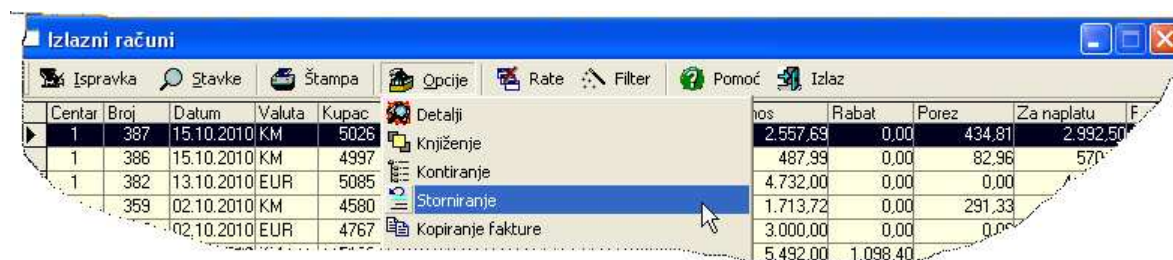 Izlazni računi
Ispravka Stavke Štampa Opcije Rate Filter Pomoć Izlaz
Centar Broj Datum Valuta Kupac Detalji Rabat Porez Za naplatu
1 387 15.10.2010 KM 5026 2.557,69 0,00 434,81 2.992,50
Knjiženje
1 386 15.10.2010 KM 4997 487,99 0,00 82,96
Kontiranje
1 382 13.10.2010 EUR 5085 4.732,00 0,00 0,00
Storniranje
359 02.10.2010 KM 4580 1.713,72 0,00 291,33
02.10.2010 EUR 4767 Kopiranje fakture 3.000,00 0,00
5.492,00 1.098,40